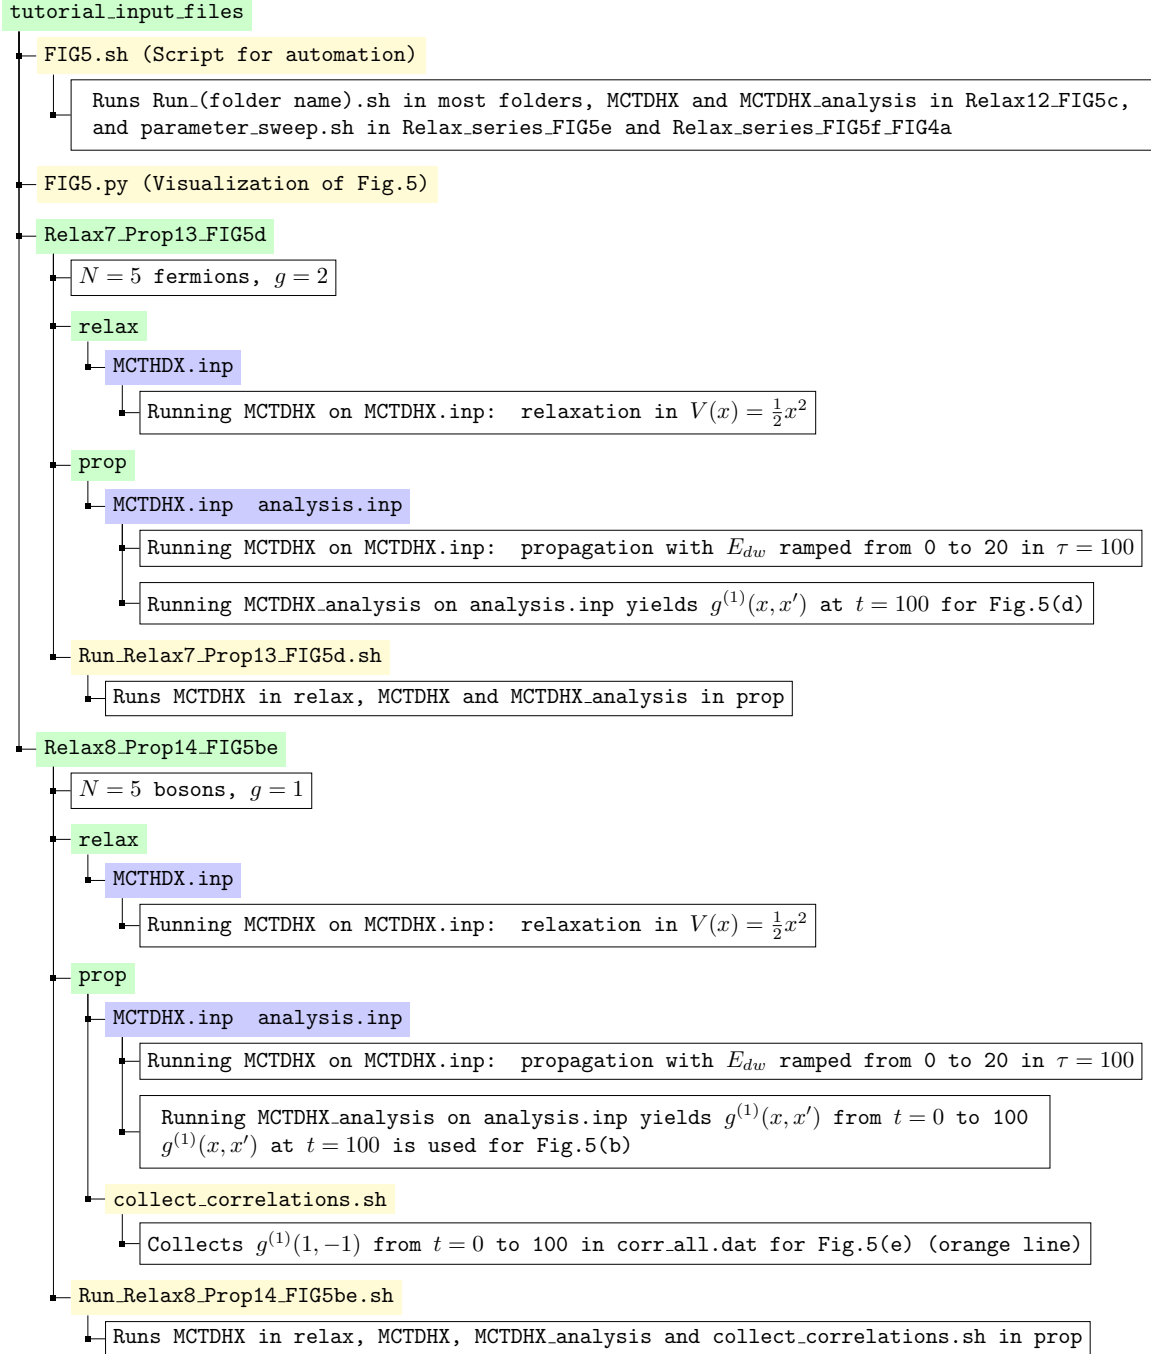 tutorial_input_files
FIG5.sh (Script for automation)
Runs Run_(folder name).sh in most folders, MCTDHX and MCTDHX_analysis in Relax12_FIG5c,
and parameter_sweep.sh in Relax_series_FIG5e and Relax_series_FIG5f_FIG4a
FIG5.py (Visualization of Fig.5)
Relax7_Prop13_FIG5d
N = 5 fermions, g = 2
relax
MCTHDX.inp
Running MCTDHX on MCTDHX.inp: relaxation in V(x) = ½x²
prop
MCTDHX.inp analysis.inp
Running MCTDHX on MCTDHX.inp: propagation with E_{dw} ramped from 0 to 20 in τ = 100
Running MCTDHX_analysis on analysis.inp yields g^{(1)}(x, x′) at t = 100 for Fig.5(d)
Run_Relax7_Prop13_FIG5d.sh
Runs MCTDHX in relax, MCTDHX and MCTDHX_analysis in prop
Relax8_Prop14_FIG5be
N = 5 bosons, g = 1
relax
MCTHDX.inp
Running MCTDHX on MCTDHX.inp: relaxation in V(x) = ½x²
prop
MCTDHX.inp analysis.inp
Running MCTDHX on MCTDHX.inp: propagation with E_{dw} ramped from 0 to 20 in τ = 100
Running MCTDHX_analysis on analysis.inp yields g^{(1)}(x, x′) from t = 0 to 100
g^{(1)}(x, x′) at t = 100 is used for Fig.5(b)
collect_correlations.sh
Collects g^{(1)}(1, −1) from t = 0 to 100 in corr_all.dat for Fig.5(e) (orange line)
Run_Relax8_Prop14_FIG5be.sh
Runs MCTDHX in relax, MCTDHX, MCTDHX_analysis and collect_correlations.sh in prop